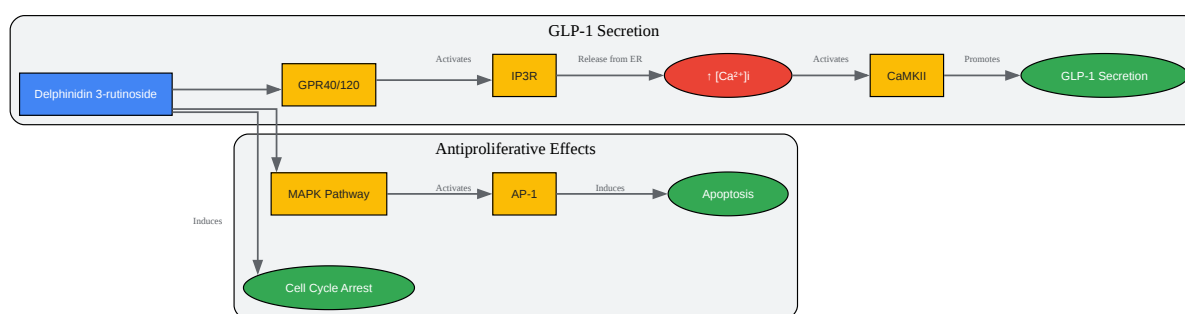 GLP-1 Secretion
Delphinidin 3-rutinoside
GPR40/120
Activates
IP3R
Release from ER
↑ [Ca²⁺]i
Activates
CaMKII
Promotes
GLP-1 Secretion
Antiproliferative Effects
MAPK Pathway
Activates
AP-1
Induces
Apoptosis
Induces
Cell Cycle Arrest